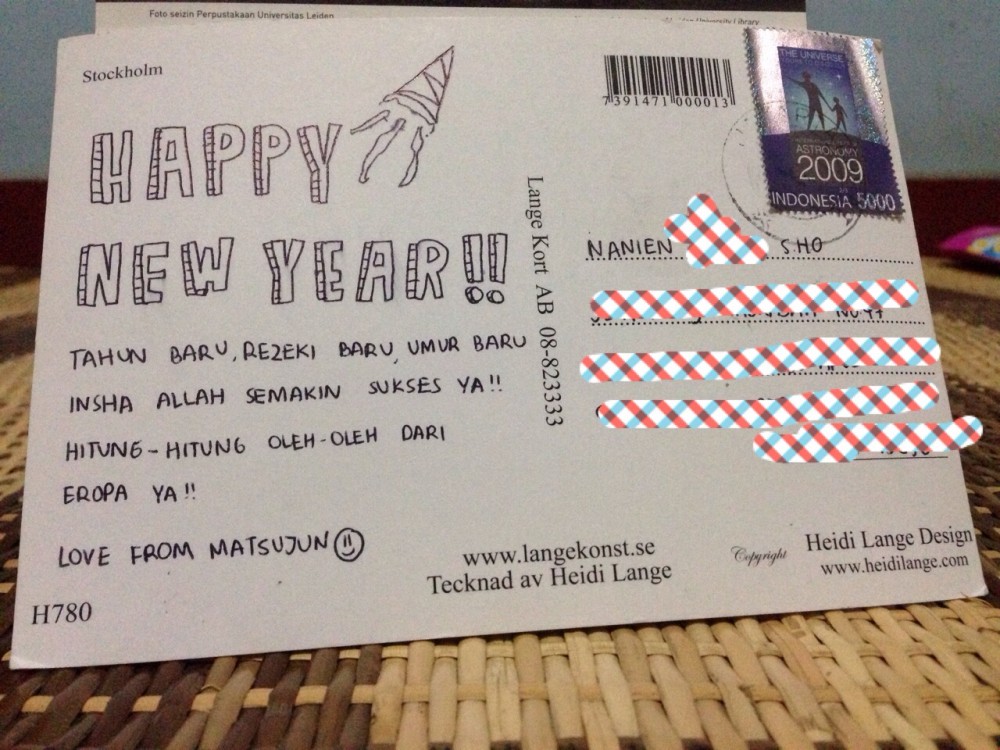 Foto seizin Perpustakaan Universitas Leiden
University Library
Stockholm
HAPPY
NEW YEAR!!
TAHUN BARU, REZEKI BARU, UMUR BARU
INSHA ALLAH SEMAKIN SUKSES YA!!
HITUNG-HITUNG OLEH-OLEH DARI
EROPA YA!!
LOVE FROM MATSUJUN
H780
Lange Kort AB 08-823333
www.langekonst.se
Tecknad av Heidi Lange
7391471000013
THE UNIVERSE
ASTRONOMY
2009
INDONESIA 5000
NANIEN S.HO
Copyright
Heidi Lange Design
www.heidilange.com